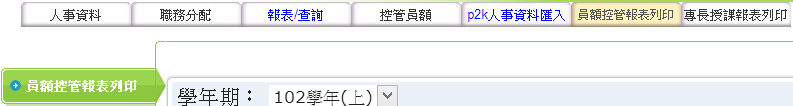 人事資料 職務分配 報表/查詢 控管員額 p2k人事資料匯入 員額控管報表列印 專長授課報表列印
員額控管報表列印
學年期： 102學年(上)